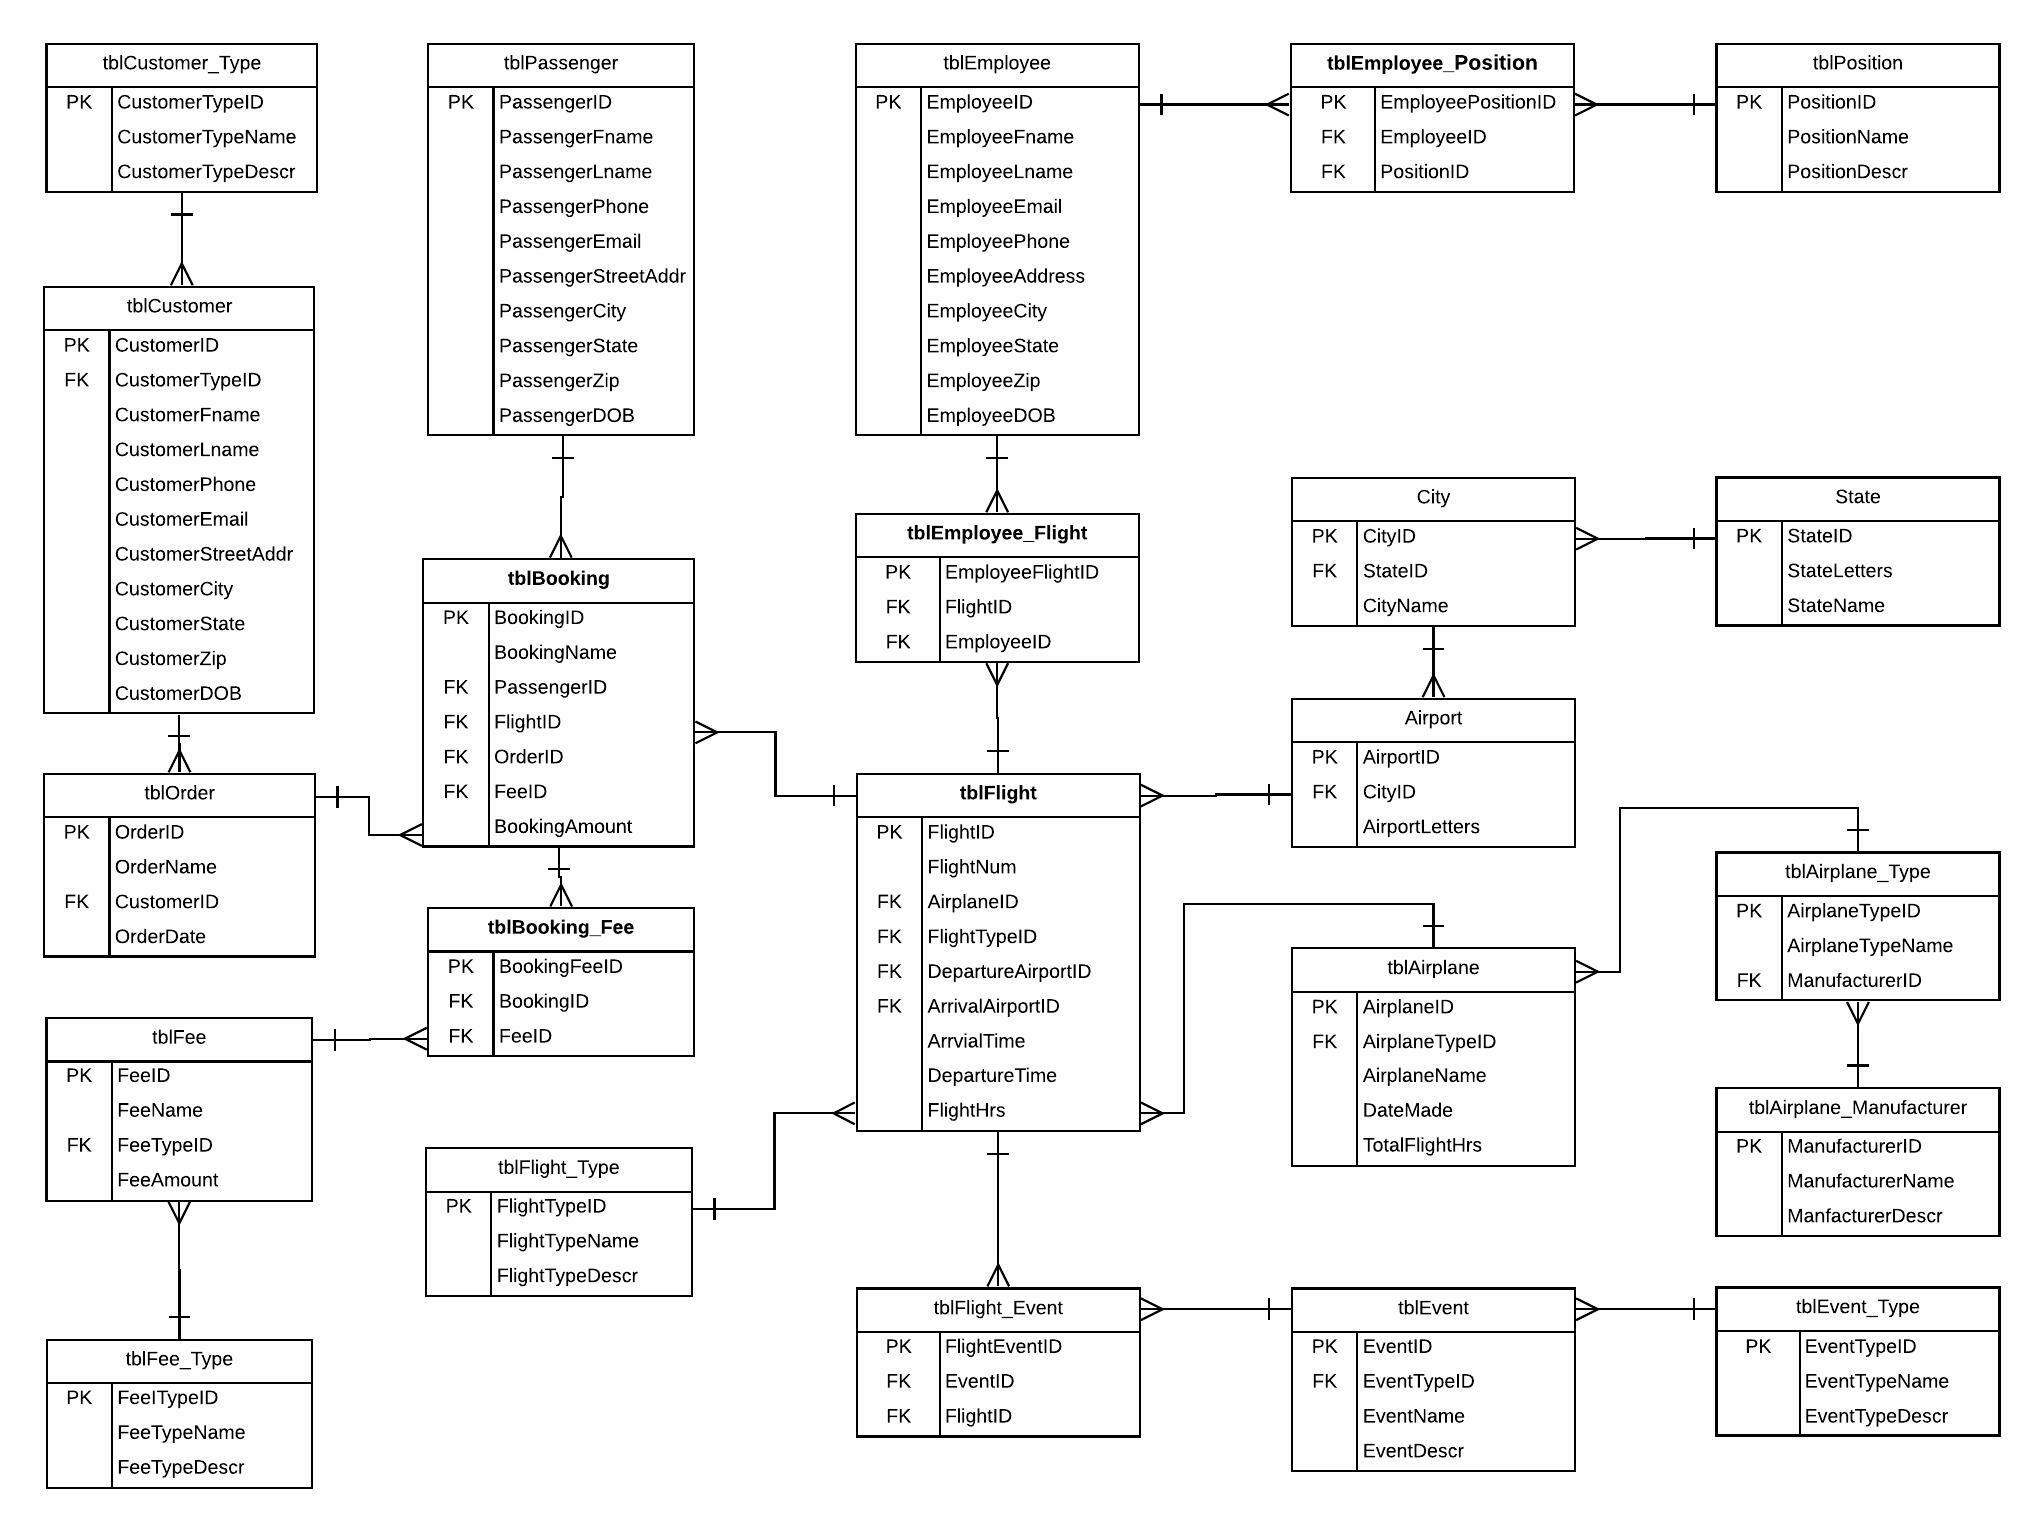 tblCustomer_Type
PK CustomerTypeID
CustomerTypeName
CustomerTypeDescr
tblPassenger
PK PassengerID
PassengerFname
PassengerLname
PassengerPhone
PassengerEmail
PassengerStreetAddr
PassengerCity
PassengerState
PassengerZip
PassengerDOB
tblEmployee
PK EmployeeID
EmployeeFname
EmployeeLname
EmployeeEmail
EmployeePhone
EmployeeAddress
EmployeeCity
EmployeeState
EmployeeZip
EmployeeDOB
tblEmployee_Position
PK EmployeePositionID
FK EmployeeID
FK PositionID
tblPosition
PK PositionID
PositionName
PositionDescr
tblCustomer
PK CustomerID
FK CustomerTypeID
CustomerFname
CustomerLname
CustomerPhone
CustomerEmail
CustomerStreetAddr
CustomerCity
CustomerState
CustomerZip
CustomerDOB
tblBooking
PK BookingID
BookingName
FK PassengerID
FK FlightID
FK OrderID
FK FeeID
BookingAmount
tblEmployee_Flight
PK EmployeeFlightID
FK FlightID
FK EmployeeID
City
PK CityID
FK StateID
CityName
State
PK StateID
StateLetters
StateName
Airport
PK AirportID
FK CityID
AirportLetters
tblOrder
PK OrderID
OrderName
FK CustomerID
OrderDate
tblFlight
PK FlightID
FlightNum
FK AirplaneID
FK FlightTypeID
FK DepartureAirportID
FK ArrivalAirportID
ArrvialTime
DepartureTime
FlightHrs
tblAirplane_Type
PK AirplaneTypeID
AirplaneTypeName
FK ManufacturerID
tblBooking_Fee
PK BookingFeeID
FK BookingID
FK FeeID
tblAirplane
PK AirplaneID
FK AirplaneTypeID
AirplaneName
DateMade
TotalFlightHrs
tblFee
PK FeeID
FeeName
FK FeeTypeID
FeeAmount
tblAirplane_Manufacturer
PK ManufacturerID
ManufacturerName
ManfacturerDescr
tblFlight_Type
PK FlightTypeID
FlightTypeName
FlightTypeDescr
tblFlight_Event
PK FlightEventID
FK EventID
FK FlightID
tblEvent
PK EventID
FK EventTypeID
EventName
EventDescr
tblEvent_Type
PK EventTypeID
EventTypeName
EventTypeDescr
tblFee_Type
PK FeeITypeID
FeeTypeName
FeeTypeDescr